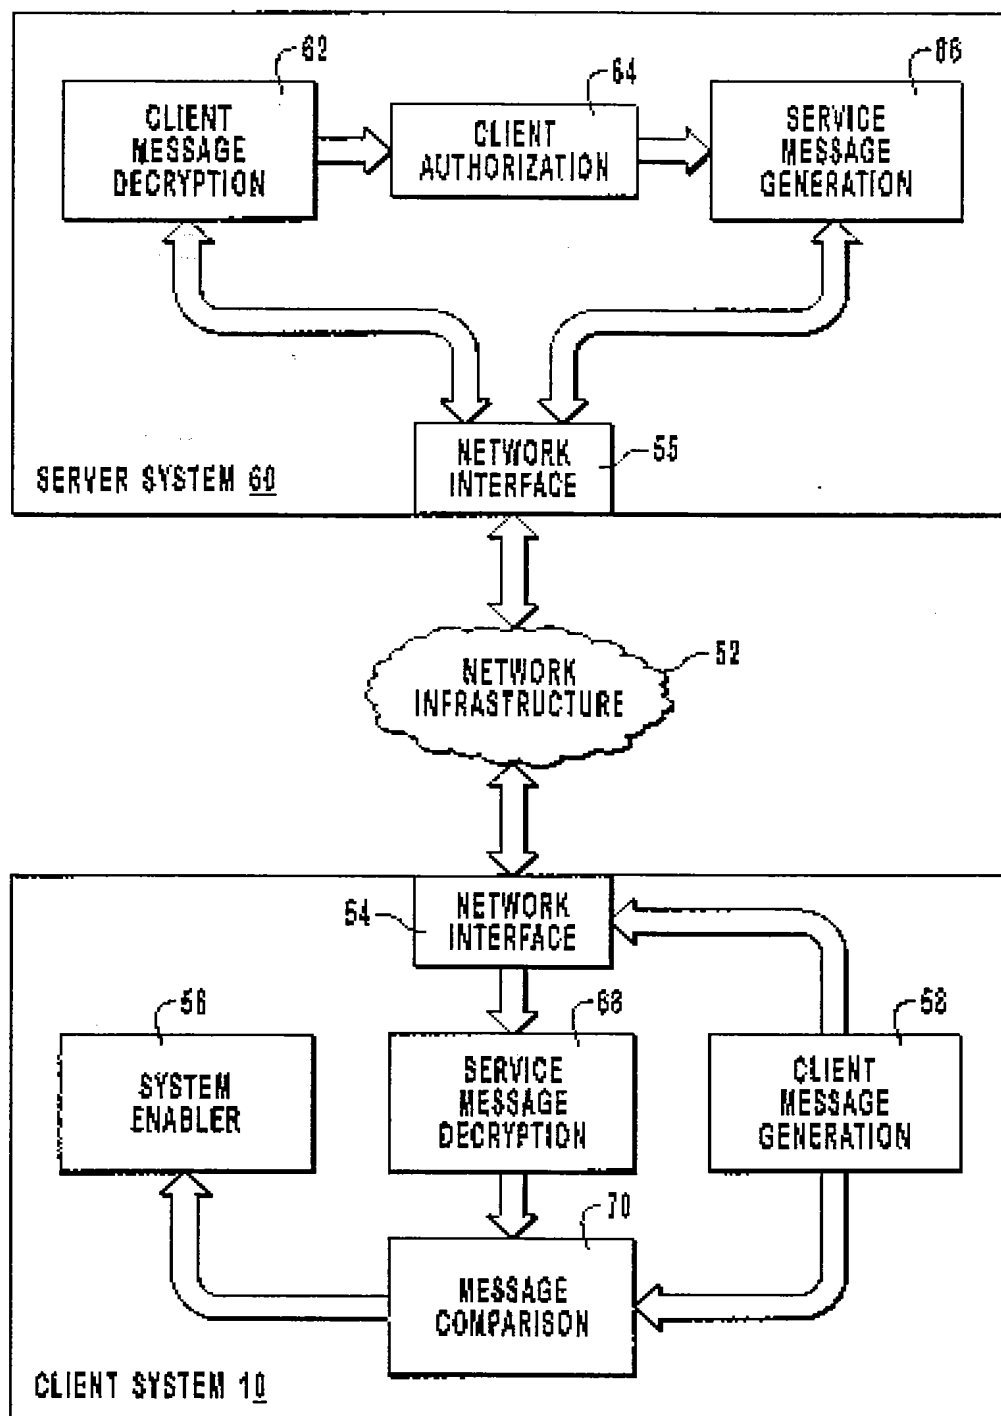 62
CLIENT
MESSAGE
DECRYPTION
64
CLIENT
AUTHORIZATION
66
SERVICE
MESSAGE
GENERATION
NETWORK
INTERFACE
55
SERVER SYSTEM 60
NETWORK
INFRASTRUCTURE
52
54
NETWORK
INTERFACE
56
SYSTEM
ENABLER
68
SERVICE
MESSAGE
DECRYPTION
58
CLIENT
MESSAGE
GENERATION
70
MESSAGE
COMPARISON
CLIENT SYSTEM 10